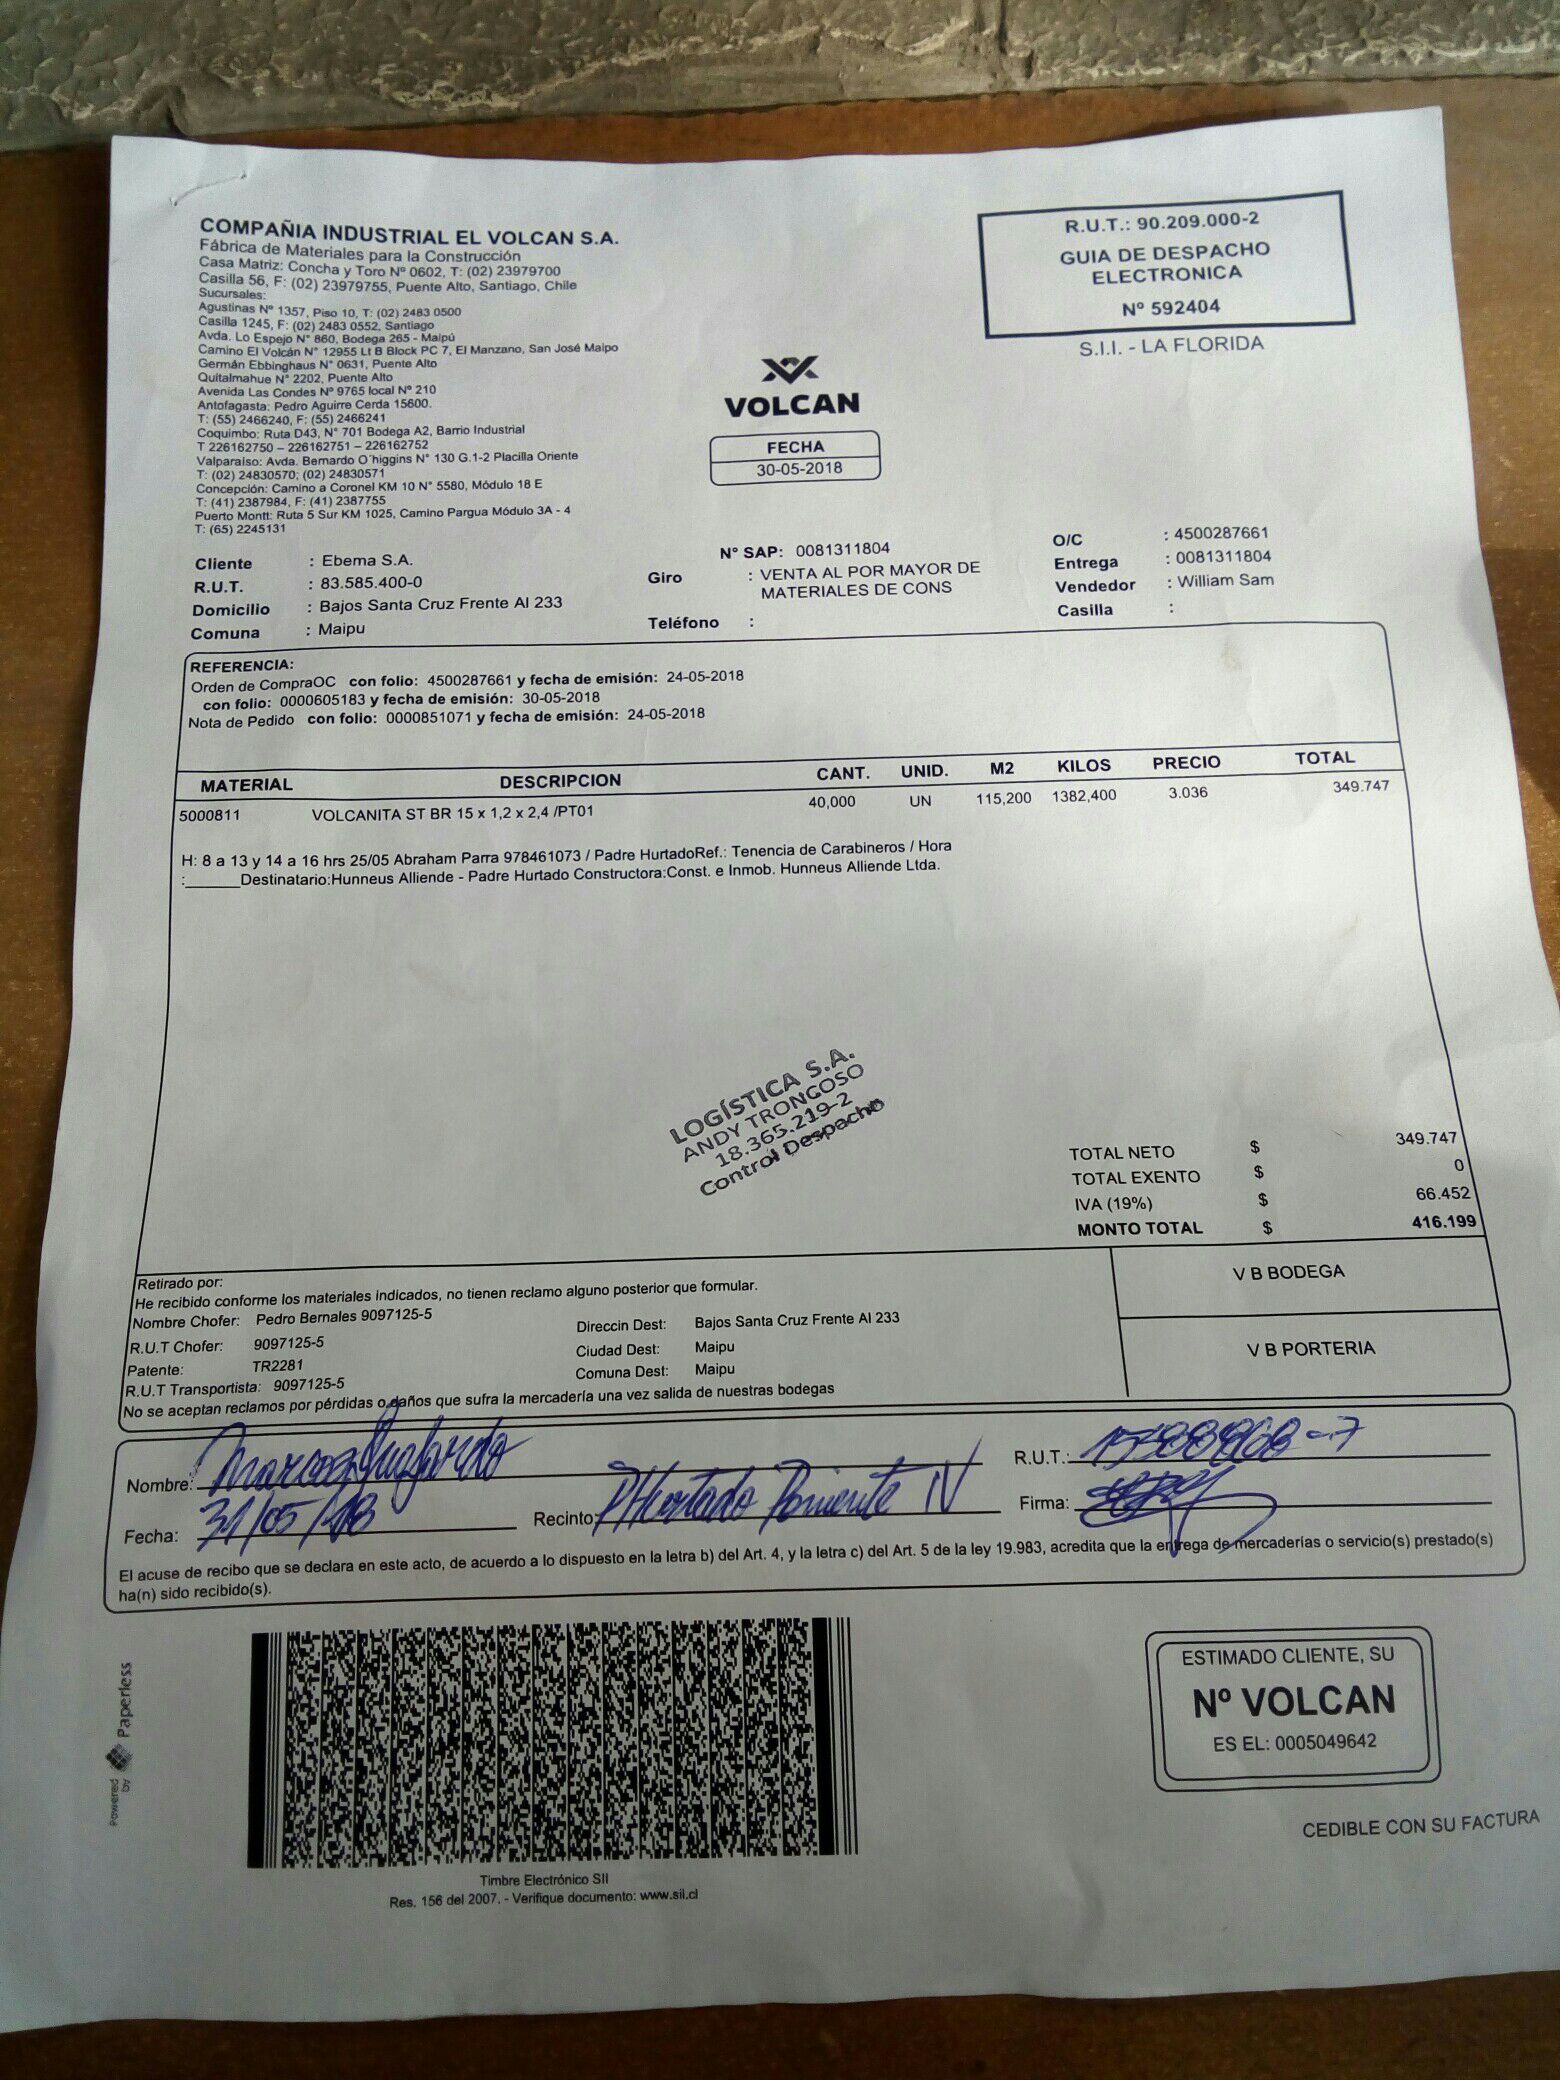 COMPAÑIA INDUSTRIAL EL VOLCAN S.A.
Fábrica de Materiales para la Construcción
Casa Matriz: Concha y Toro Nº 0602, T: (02) 23979700
Casilla 56, F: (02) 23979755, Puente Alto, Santiago, Chile
Sucursales:
Agustinas Nº 1357, Piso 10, T: (02) 2483 0500
Casilla 1245, F: (02) 2483 0552, Santiago
Avda. Lo Espejo N° 860, Bodega 265 - Maipú
Camino El Volcán N° 12955 Lt B Block PC 7, El Manzano, San José Maipo
Germán Ebbinghaus N° 0631, Puente Alto
Quitalmahue N° 2202, Puente Alto
Avenida Las Condes Nº 9765 local Nº 210
Antofagasta: Pedro Aguirre Cerda 15600.
T: (55) 2466240, F: (55) 2466241
Coquimbo: Ruta D43, N° 701 Bodega A2, Barrio Industrial
T 226162750 – 226162751 – 226162752
Valparaíso: Avda. Bernardo O´higgins N° 130 G.1-2 Placilla Oriente
T: (02) 24830570; (02) 24830571
Concepción: Camino a Coronel KM 10 N° 5580, Módulo 18 E
T: (41) 2387984, F: (41) 2387755
Puerto Montt: Ruta 5 Sur KM 1025, Camino Pargua Módulo 3A - 4
T: (65) 2245131
R.U.T.: 90.209.000-2
GUIA DE DESPACHO
ELECTRONICA
Nº 592404
S.I.I. - LA FLORIDA
VOLCAN
FECHA
30-05-2018
Cliente : Ebema S.A.
R.U.T. : 83.585.400-0
Domicilio : Bajos Santa Cruz Frente Al 233
Comuna : Maipu
N° SAP: 0081311804
Giro : VENTA AL POR MAYOR DE
MATERIALES DE CONS
Teléfono :
O/C : 4500287661
Entrega : 0081311804
Vendedor : William Sam
Casilla :
REFERENCIA:
Orden de CompraOC con folio: 4500287661 y fecha de emisión: 24-05-2018
con folio: 0000605183 y fecha de emisión: 30-05-2018
Nota de Pedido con folio: 0000851071 y fecha de emisión: 24-05-2018
MATERIAL DESCRIPCION CANT. UNID. M2 KILOS PRECIO TOTAL
5000811 VOLCANITA ST BR 15 x 1,2 x 2,4 /PT01 40,000 UN 115,200 1382,400 3.036 349.747
H: 8 a 13 y 14 a 16 hrs 25/05 Abraham Parra 978461073 / Padre HurtadoRef.: Tenencia de Carabineros / Hora
:______Destinatario:Hunneus Alliende - Padre Hurtado Constructora:Const. e Inmob. Hunneus Alliende Ltda.
LOGÍSTICA S.A.
ANDY TRONCOSO
18.365.219-2
Control Despacho
TOTAL NETO $ 349.747
TOTAL EXENTO $ 0
IVA (19%) $ 66.452
MONTO TOTAL $ 416.199
Retirado por:
He recibido conforme los materiales indicados, no tienen reclamo alguno posterior que formular.
Nombre Chofer: Pedro Bernales 9097125-5
R.U.T Chofer: 9097125-5
Patente: TR2281
R.U.T Transportista: 9097125-5
Direccin Dest: Bajos Santa Cruz Frente Al 233
Ciudad Dest: Maipu
Comuna Dest: Maipu
No se aceptan reclamos por pérdidas o daños que sufra la mercadería una vez salida de nuestras bodegas
V B BODEGA
V B PORTERIA
Nombre:
R.U.T.:
Fecha: 31/05/18
Recinto: PHurtado Poniente IV
Firma:
El acuse de recibo que se declara en este acto, de acuerdo a lo dispuesto en la letra b) del Art. 4, y la letra c) del Art. 5 de la ley 19.983, acredita que la entrega de mercaderías o servicio(s) prestado(s)
ha(n) sido recibido(s).
Powered by Paperless
Timbre Electrónico SII
Res. 156 del 2007. - Verifique documento: www.sii.cl
ESTIMADO CLIENTE, SU
Nº VOLCAN
ES EL: 0005049642
CEDIBLE CON SU FACTURA